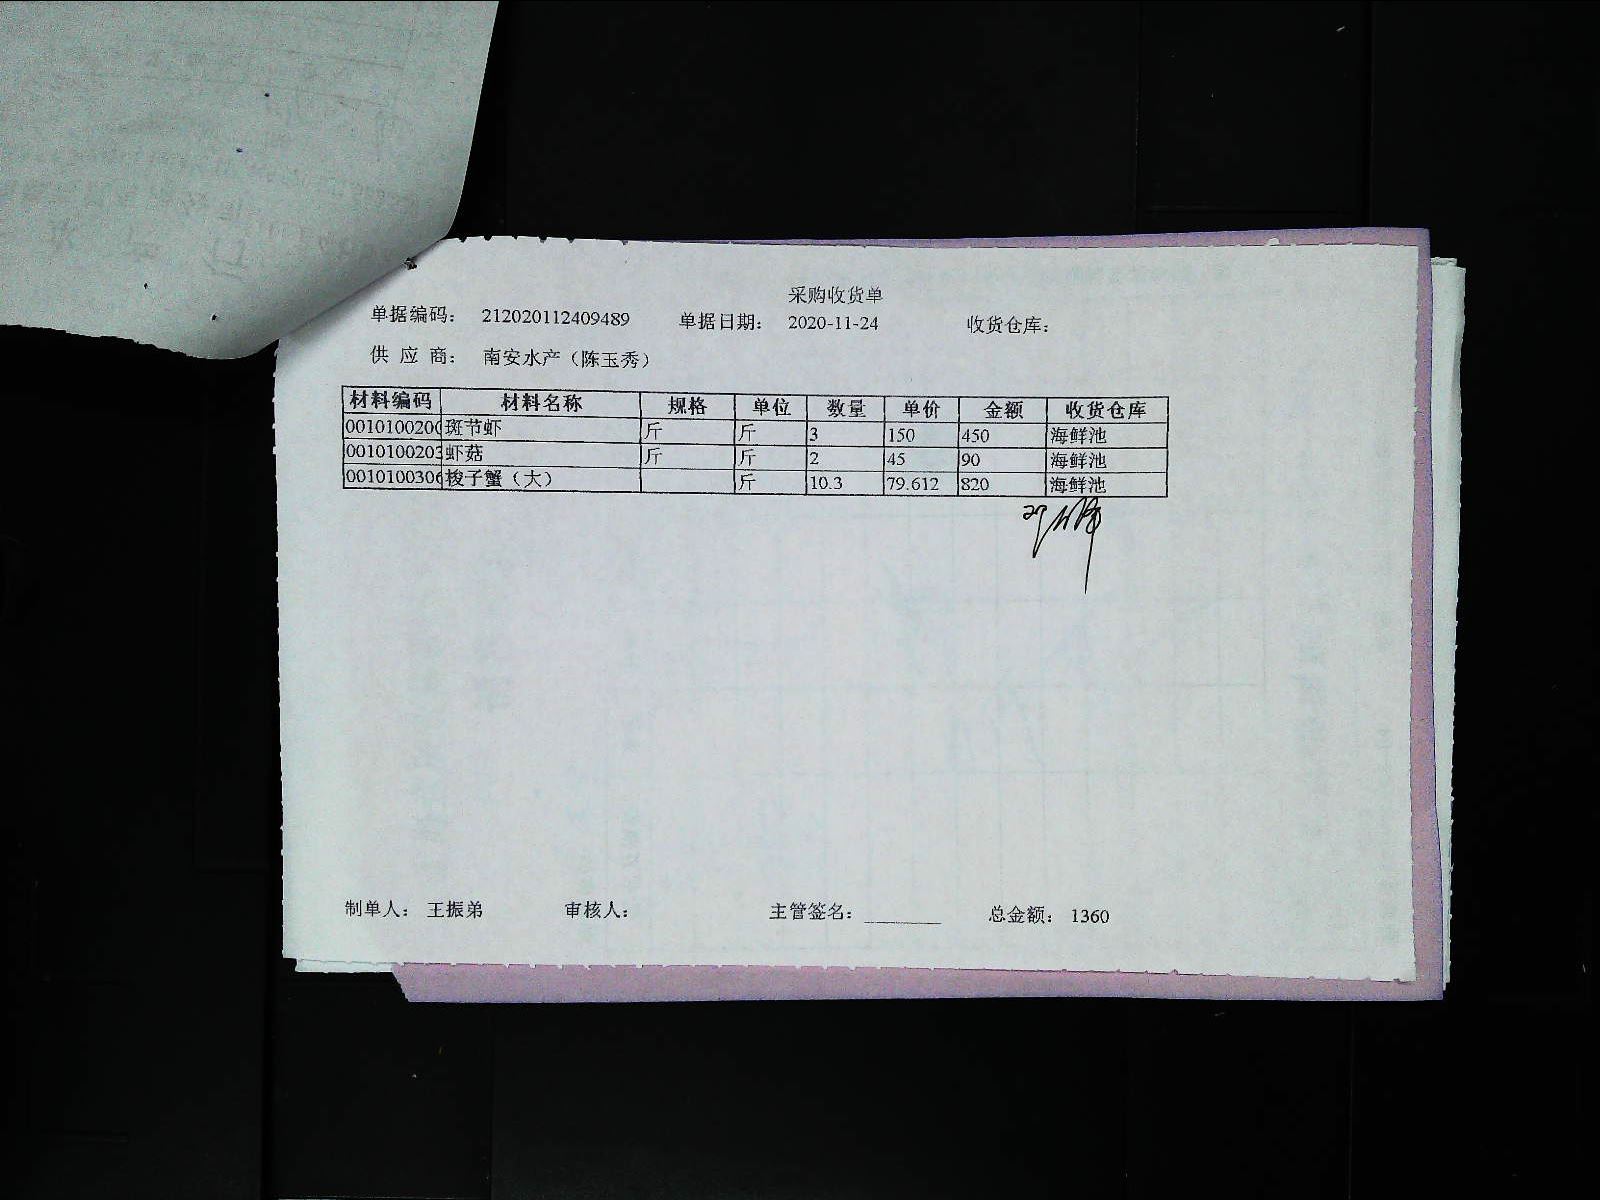 采购收货单
单据编码： 212020112409489 单据日期： 2020-11-24 收货仓库：
供 应 商： 南安水产（陈玉秀）
材料编码 材料名称 规格 单位 数量 单价 金额 收货仓库
0010100200 斑节虾 斤 斤 3 150 450 海鲜池
0010100203 虾菇 斤 斤 2 45 90 海鲜池
0010100306 梭子蟹（大） 斤 10.3 79.612 820 海鲜池
制单人： 王振弟 审核人： 主管签名： 总金额： 1360